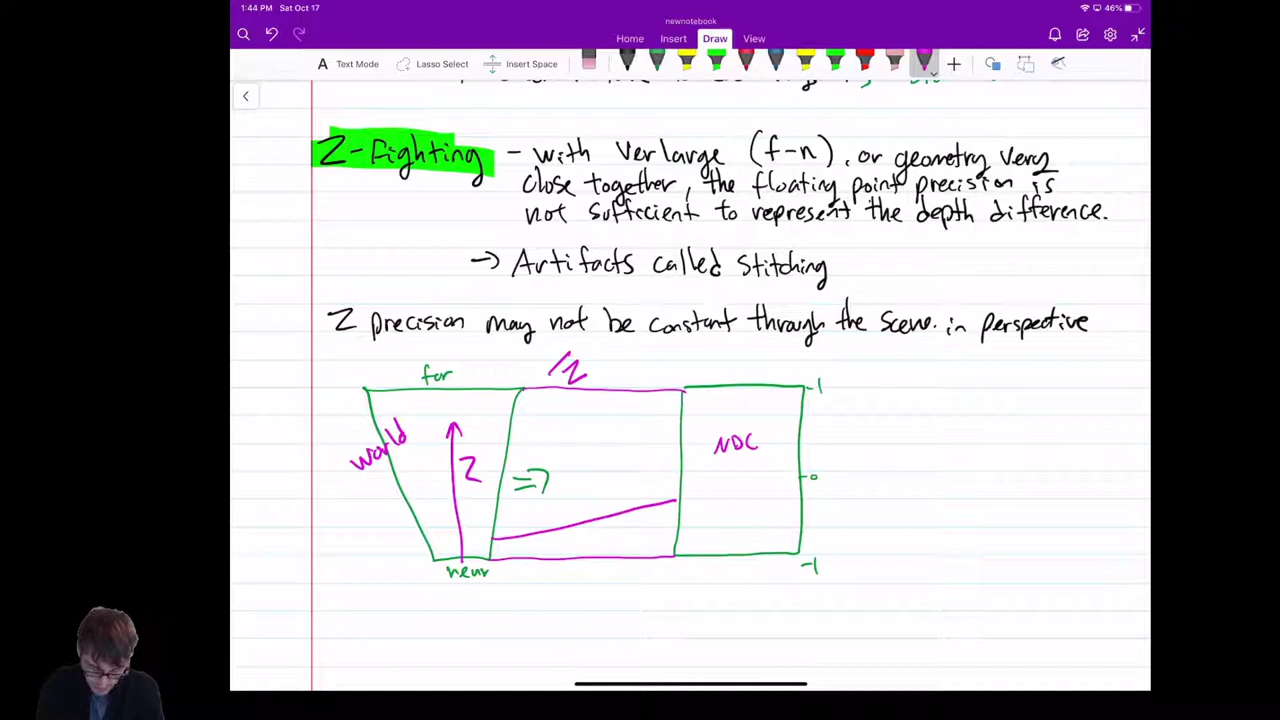 1:44 PM Sat Oct 17
46%
newnotebook
Home Insert Draw View
Text Mode Lasso Select Insert Space
Z-Fighting - with Ver large (f-n), or geometry very
close together, the floating point precision is
not sufficient to represent the depth difference.
→ Artifacts called Stitching
Z precision may not be constant through the scene. in perspective
far
/z
-1
world
NDC
Z
=>
0
near
-1